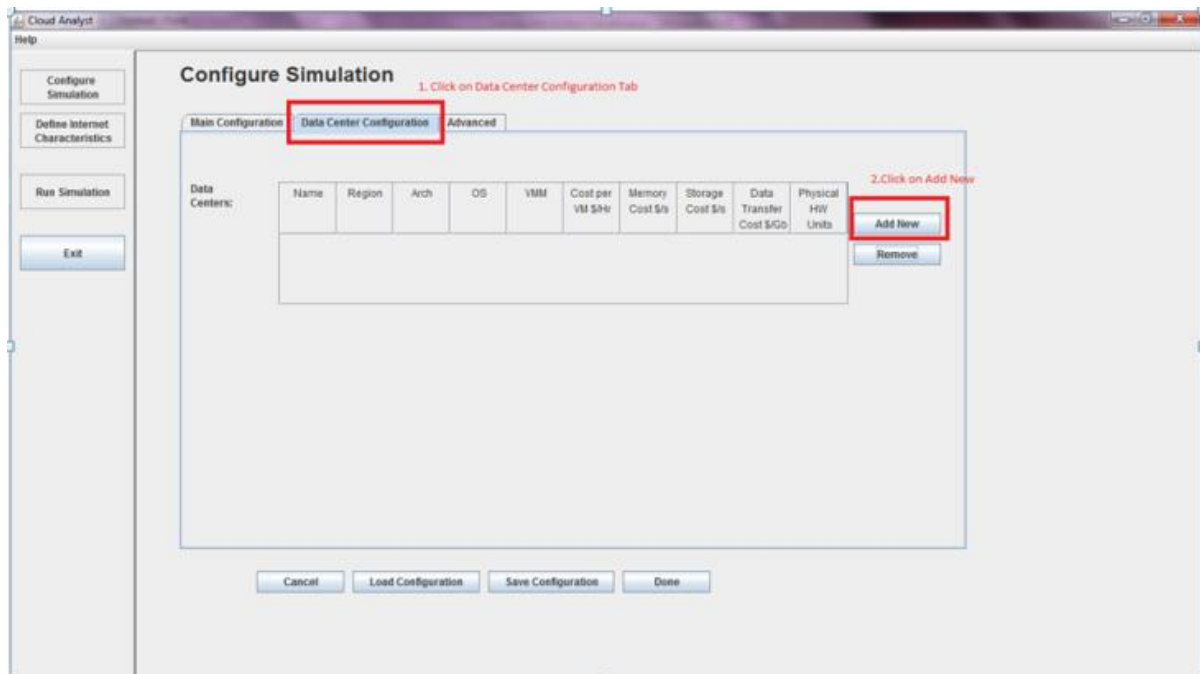 Cloud Analyst
Help
Configure
Simulation
Define Internet
Characteristics
Run Simulation
Exit
Configure Simulation
1. Click on Data Center Configuration Tab
Main Configuration Data Center Configuration Advanced
2.Click on Add New
Data
Centers:
Name Region Arch OS VMM Cost per Memory Storage Data Physical
VM $/Hr Cost $/s Cost $/s Transfer HW
Cost $/Gb Units
Add New
Remove
Cancel Load Configuration Save Configuration Done